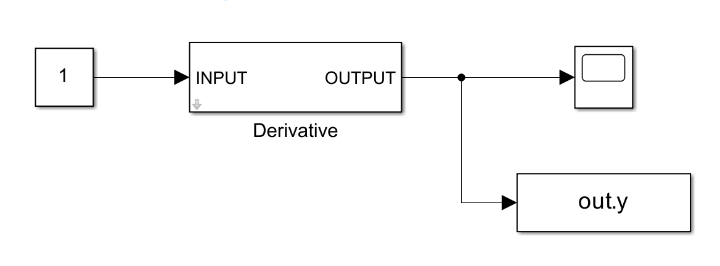 1
INPUT OUTPUT
Derivative
out.y